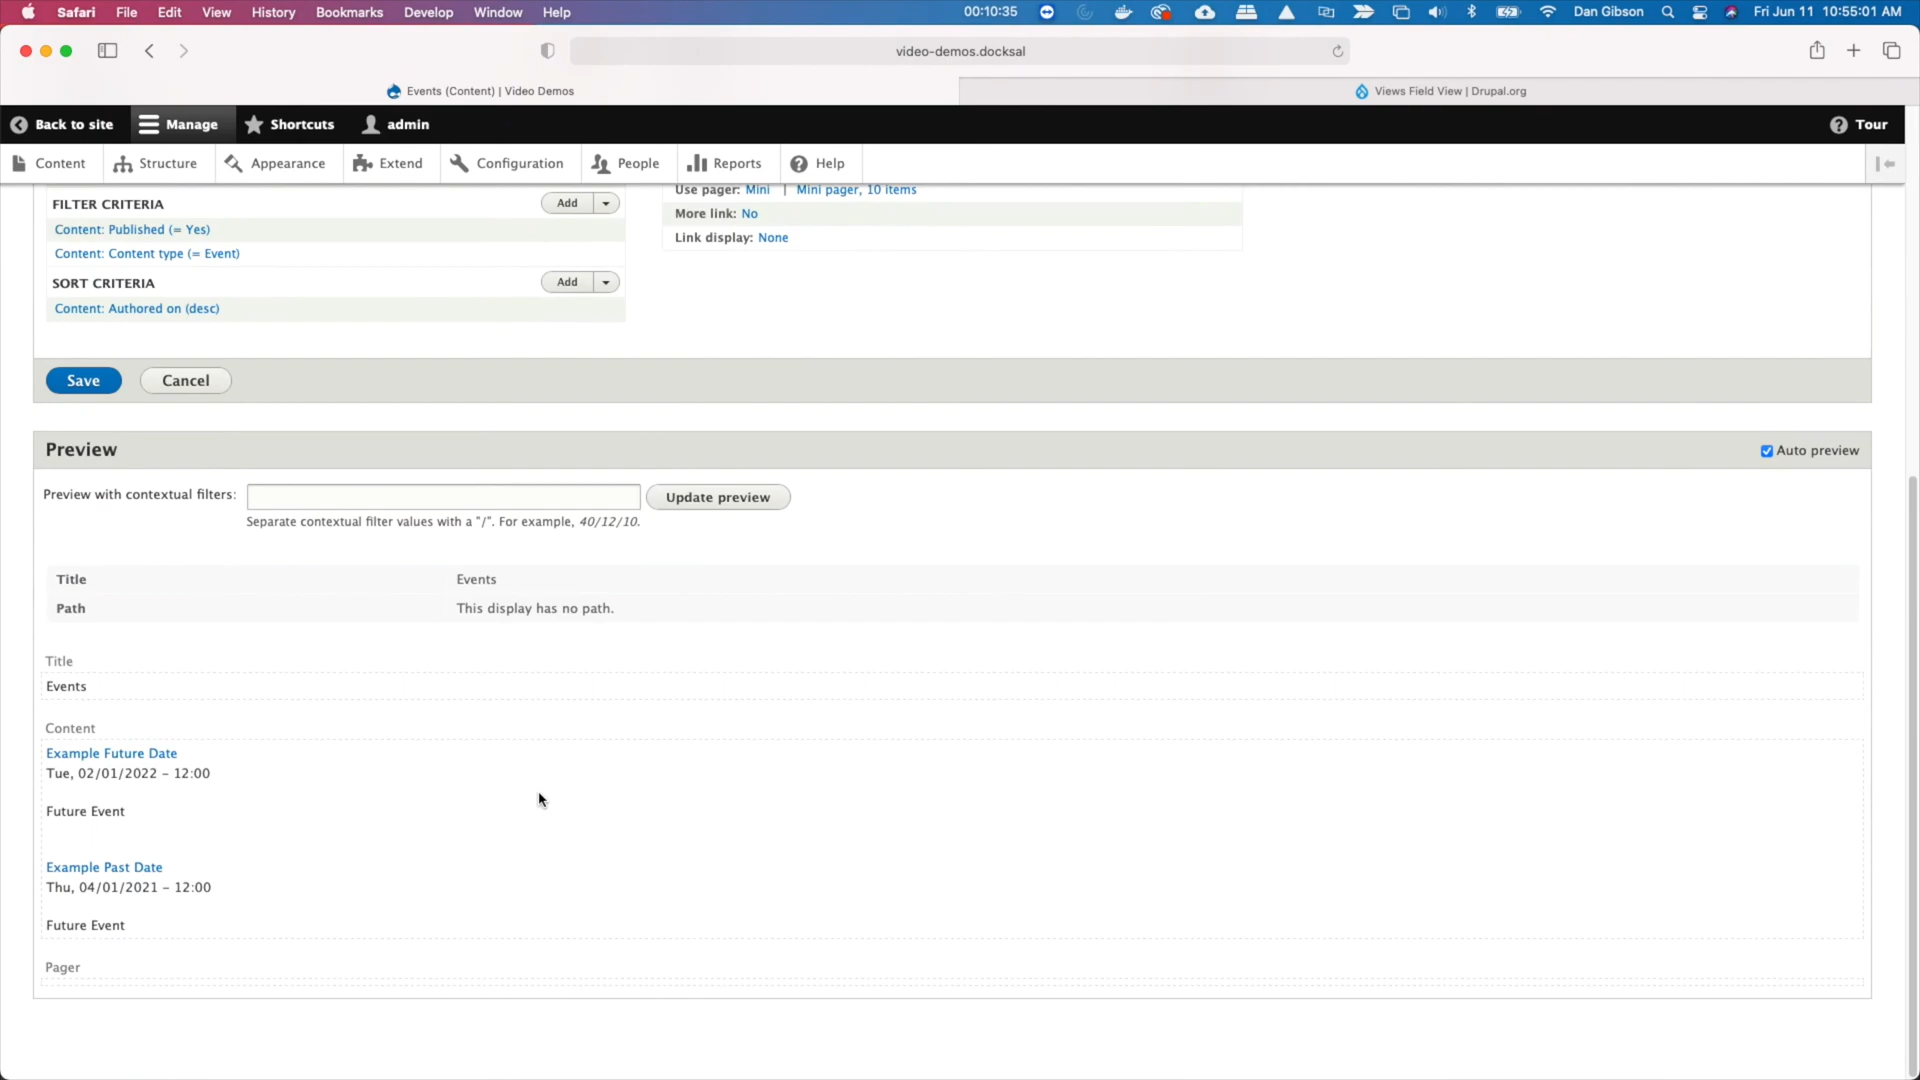 Safari File Edit View History Bookmarks Develop Window Help 00:10:35 Dan Gibson Fri Jun 11 10:55:01 AM
video-demos.docksal
Events (Content) | Video Demos Views Field View | Drupal.org
Back to site Manage Shortcuts admin Tour
Content Structure Appearance Extend Configuration People Reports Help
Use pager: Mini | Mini pager, 10 items
FILTER CRITERIA Add
More link: No
Content: Published (= Yes)
Link display: None
Content: Content type (= Event)
SORT CRITERIA Add
Content: Authored on (desc)
Save Cancel
Preview Auto preview
Preview with contextual filters: Update preview
Separate contextual filter values with a "/". For example, 40/12/10.
Title Events
Path This display has no path.
Title
Events
Content
Example Future Date
Tue, 02/01/2022 - 12:00
Future Event
Example Past Date
Thu, 04/01/2021 - 12:00
Future Event
Pager